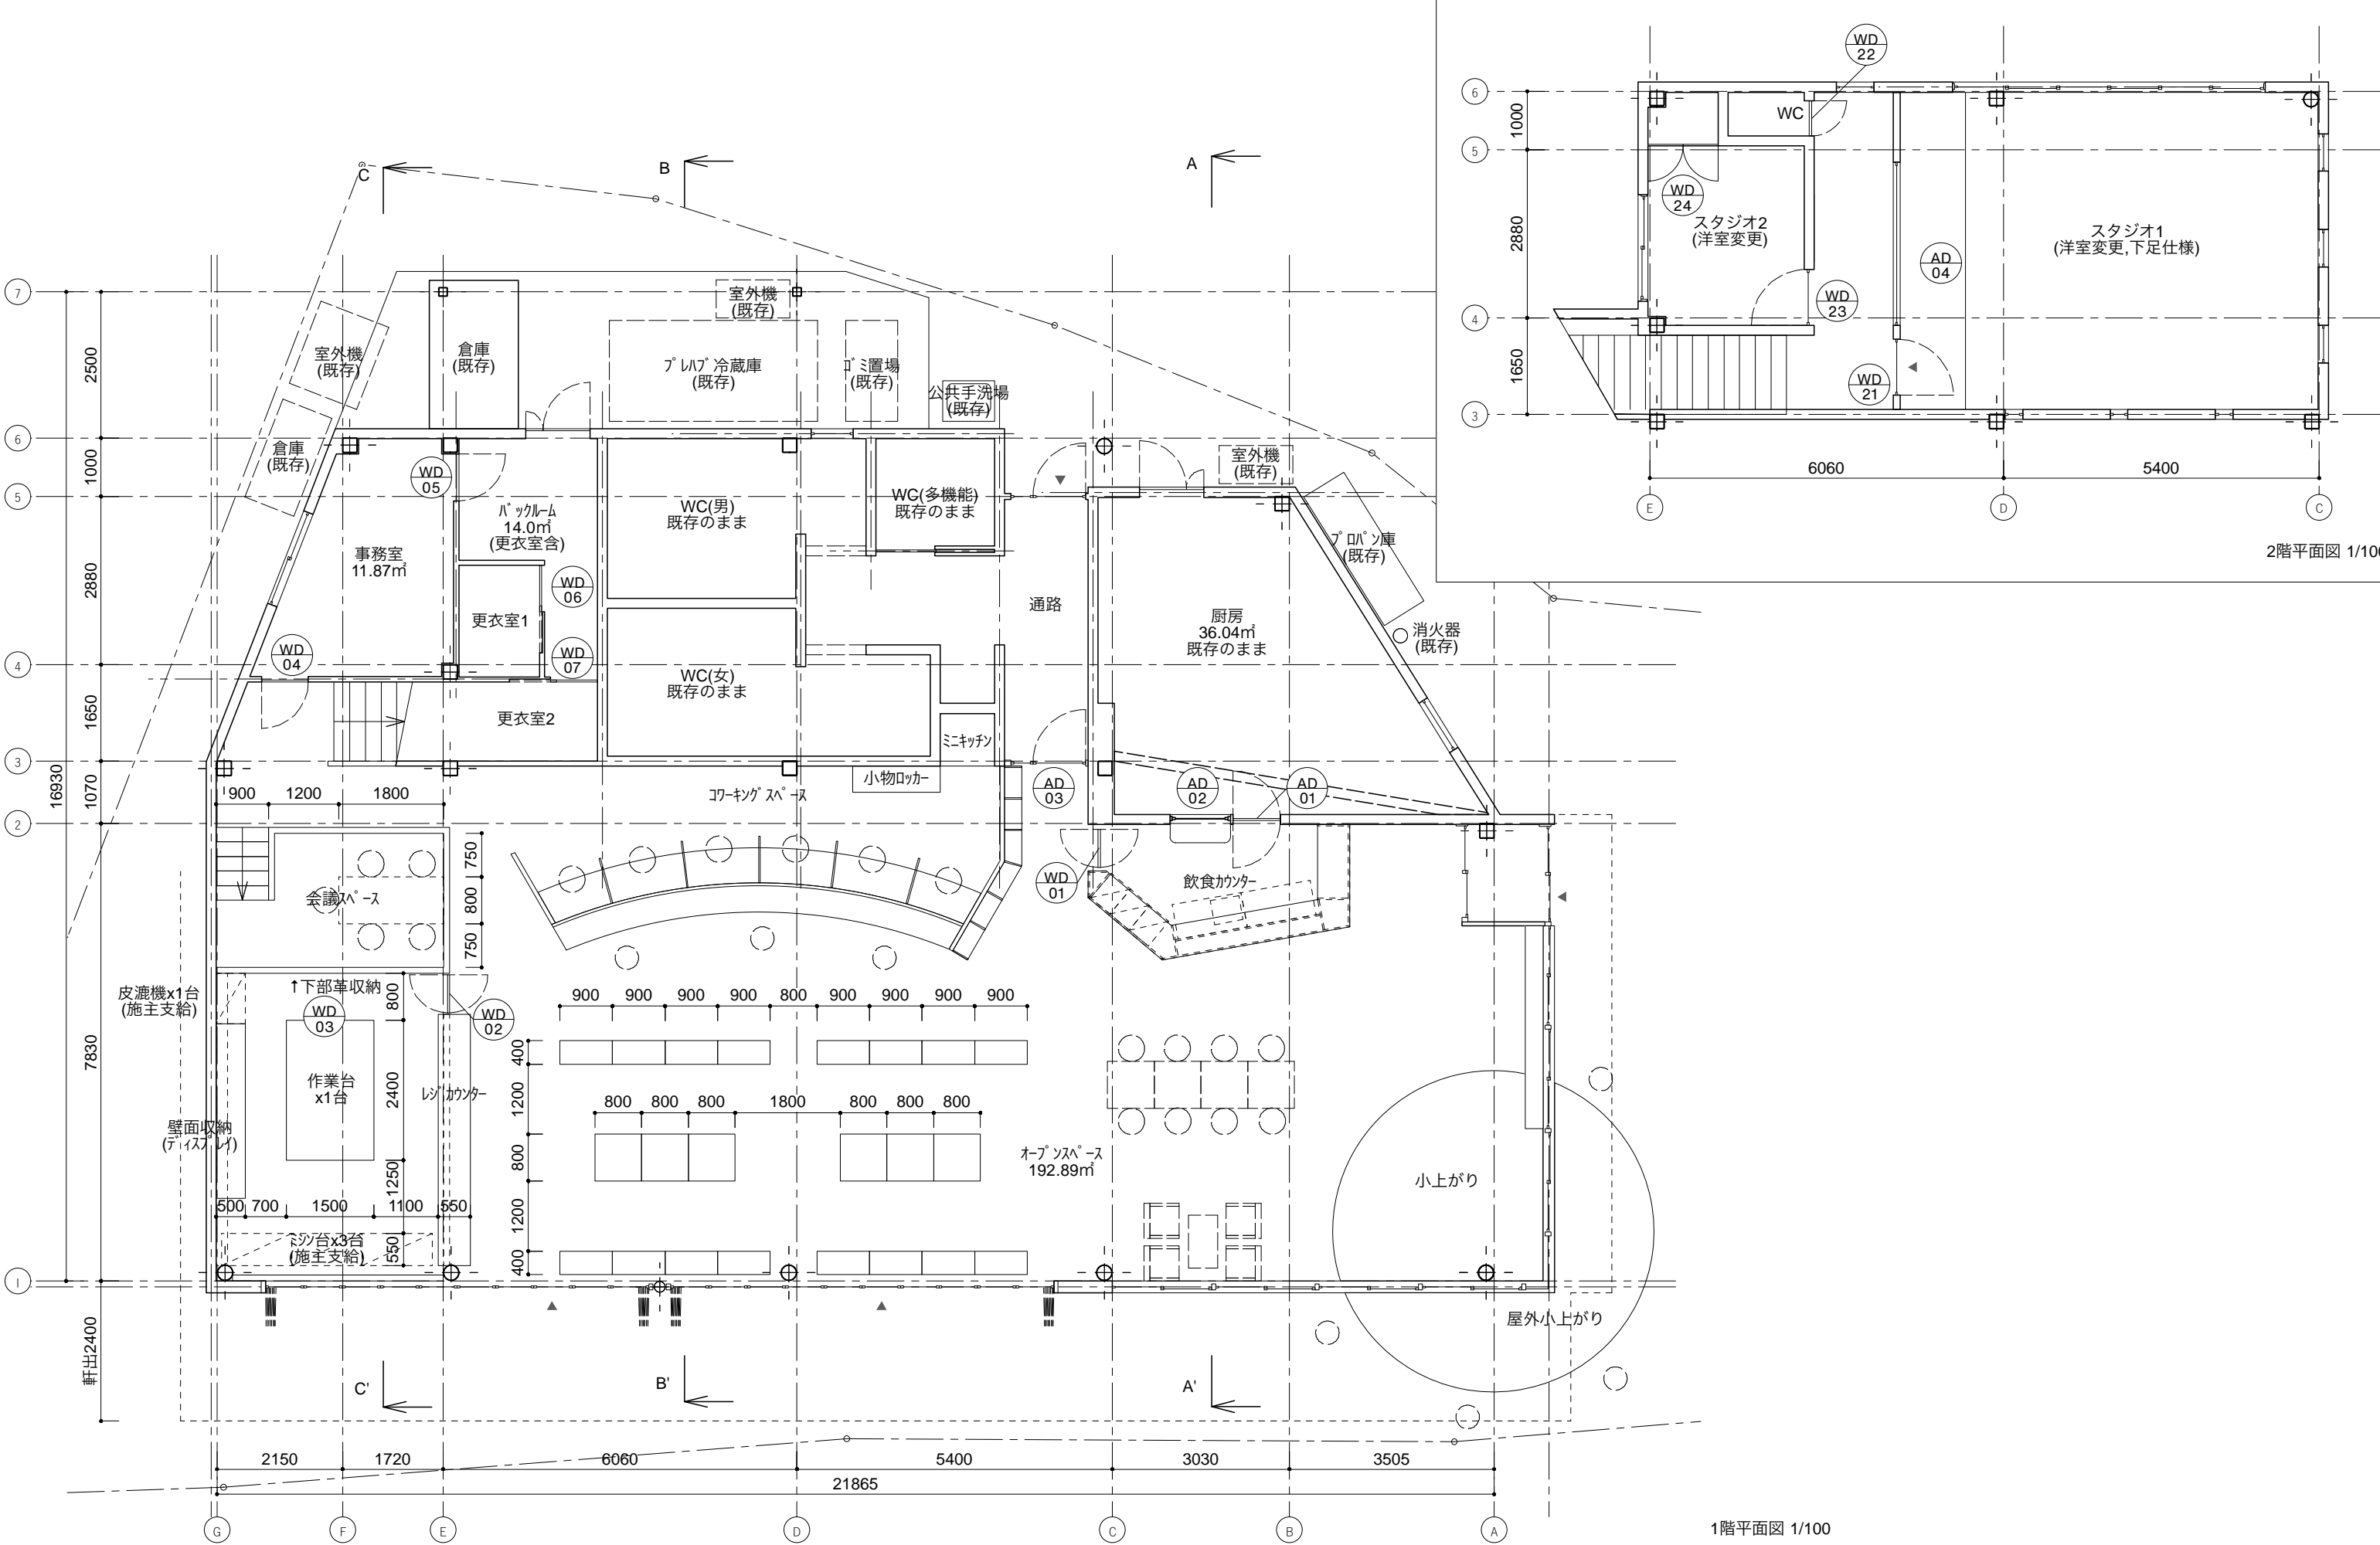 WD
22
6
5
4
3
1000
2880
1650
WC
WD
24
スタジオ2
(洋室変更)
AD
04
スタジオ1
(洋室変更,下足仕様)
WD
23
WD
21
6060
5400
E
D
C
2階平面図 1/100
C
B
A
7
6
5
4
3
2
1
2500
1000
2880
1650
1070
7830
16930
軒出2400
室外機
(既存)
倉庫
(既存)
倉庫
(既存)
室外機
(既存)
プレハブ冷蔵庫
(既存)
ゴミ置場
(既存)
公共手洗場
(既存)
室外機
(既存)
プロパン庫
(既存)
消火器
(既存)
WD
05
バックルーム
14.0㎡
(更衣室含)
事務室
11.87㎡
WD
06
更衣室1
WD
07
WD
04
更衣室2
WC(男)
既存のまま
WC(多機能)
既存のまま
WC(女)
既存のまま
通路
厨房
36.04㎡
既存のまま
ミニキッチン
小物ロッカー
コワーキングスペース
AD
03
AD
02
AD
01
WD
01
飲食カウンター
900
1200
1800
750
800
750
会議スペース
↑下部革収納
皮漉機x1台
(施主支給)
WD
03
WD
02
800
2400
1250
550
作業台
x1台
レジカウンター
壁面収納
(ディスプレイ)
500
700
1500
1100
550
ミシン台x3台
(施主支給)
900
900
900
900
800
900
900
900
900
400
1200
800
1200
400
800
800
800
1800
800
800
800
オープンスペース
192.89㎡
小上がり
屋外小上がり
C'
B'
A'
2150
1720
6060
5400
3030
3505
21865
G
F
E
D
C
B
A
1階平面図 1/100